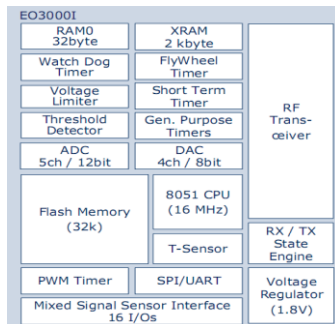 EO3000I
RAM0
32byte
XRAM
2 kbyte
Watch Dog
Timer
FlyWheel
Timer
Voltage
Limiter
Short Term
Timer
Threshold
Detector
Gen. Purpose
Timers
ADC
5ch / 12bit
DAC
4ch / 8bit
RF
Trans-
ceiver
Flash Memory
(32k)
8051 CPU
(16 MHz)
T-Sensor
RX / TX
State
Engine
PWM Timer
SPI/UART
Voltage
Regulator
(1.8V)
Mixed Signal Sensor Interface
16 I/Os